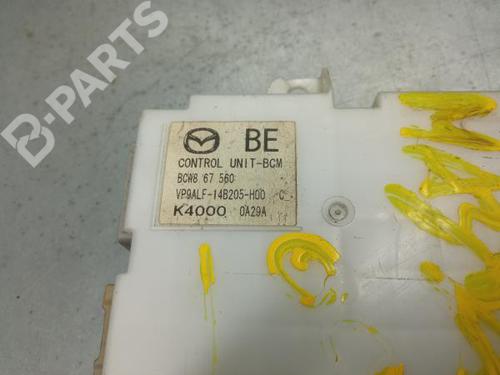 B-PARTS
BE
CONTROL UNIT-BCM
BCW8 67 560
VP9ALF-14B205-H00 C
K4000 0A29A